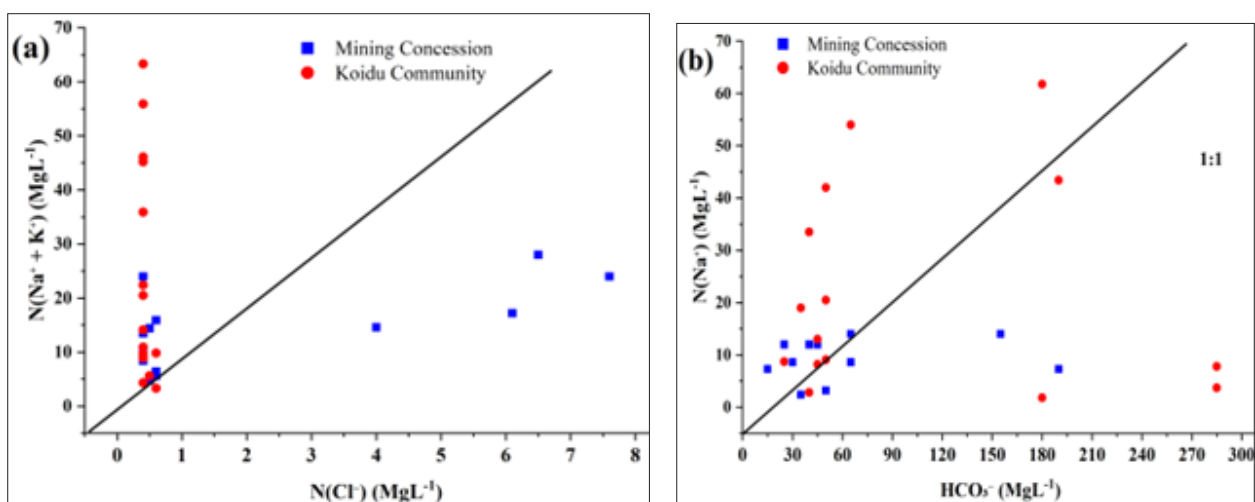 (a)
Mining Concession
Koidu Community
N(Na⁺ + K⁺) (MgL⁻¹)
70
60
50
40
30
20
10
0
0 1 2 3 4 5 6 7 8
N(Cl⁻) (MgL⁻¹)
(b)
Mining Concession
Koidu Community
1:1
N(Na⁺) (MgL⁻¹)
70
60
50
40
30
20
10
0
0 30 60 90 120 150 180 210 240 270 300
HCO₃⁻ (MgL⁻¹)